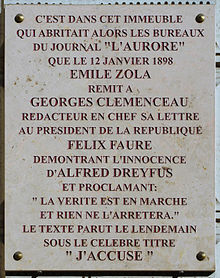 C'EST DANS CET IMMEUBLE
QUI ABRITAIT ALORS LES BUREAUX
DU JOURNAL "L'AURORE"
QUE LE 12 JANVIER 1898
EMILE ZOLA
REMIT A
GEORGES CLEMENCEAU
REDACTEUR EN CHEF SA LETTRE
AU PRESIDENT DE LA REPUBLIQUE
FELIX FAURE
DEMONTRANT L'INNOCENCE
D'ALFRED DREYFUS
ET PROCLAMANT:
" LA VERITE EST EN MARCHE
ET RIEN NE L'ARRETERA."
LE TEXTE PARUT LE LENDEMAIN
SOUS LE CELEBRE TITRE
" J'ACCUSE "